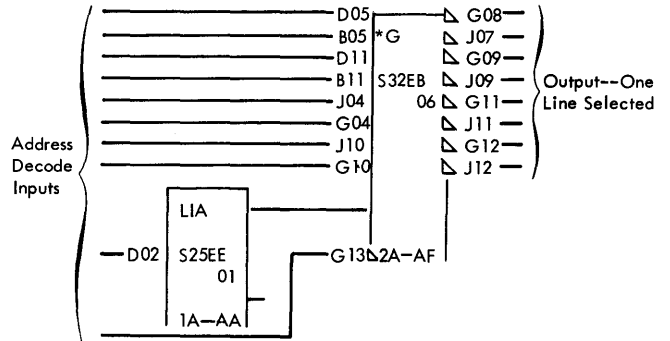 D05 G08
B05 *G J07
D11 G09
B11 S32EB J09
J04 06 G11
G04 J11
J10 G12
G10 J12
Output--One
Line Selected
Address
Decode
Inputs
LIA
D02 S25EE G13 2A-AF
01
1A-AA